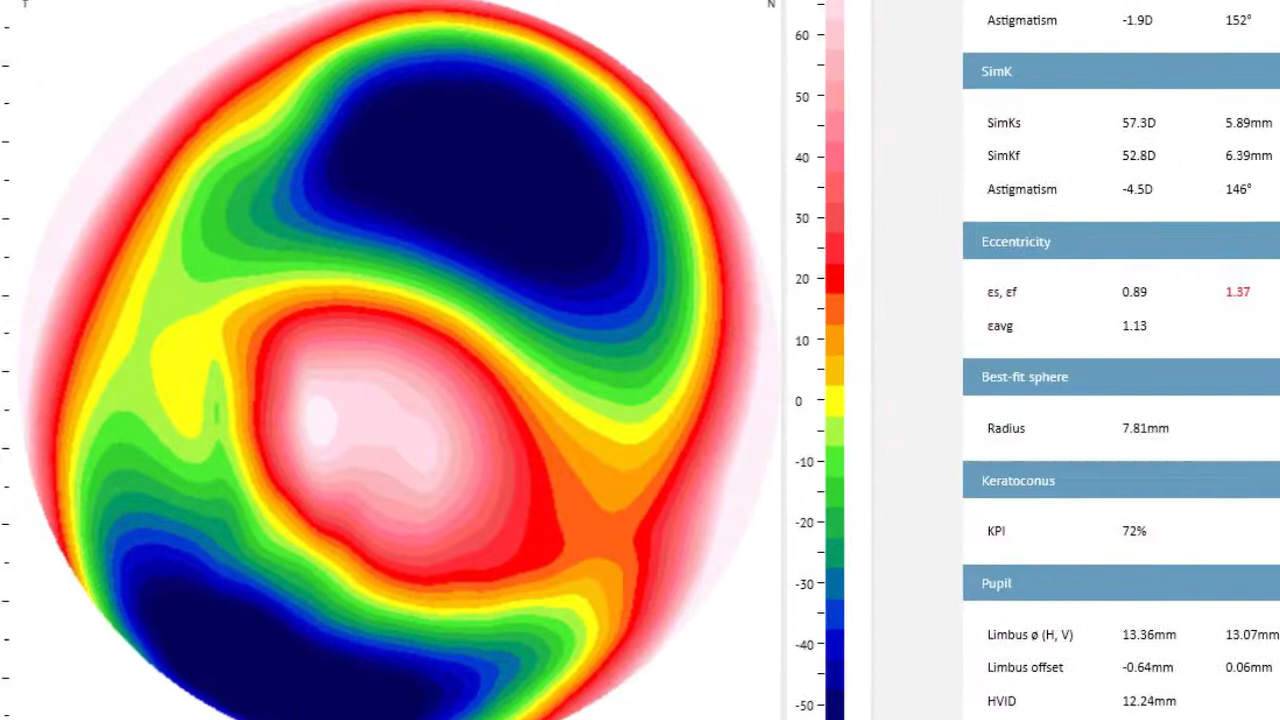 T
N
60
50
40
30
20
10
0
-10
-20
-30
-40
-50
Astigmatism -1.9D 152°
SimK
SimKs 57.3D 5.89mm
SimKf 52.8D 6.39mm
Astigmatism -4.5D 146°
Eccentricity
εs, εf 0.89 1.37
εavg 1.13
Best-fit sphere
Radius 7.81mm
Keratoconus
KPI 72%
Pupil
Limbus ø (H, V) 13.36mm 13.07mm
Limbus offset -0.64mm 0.06mm
HVID 12.24mm